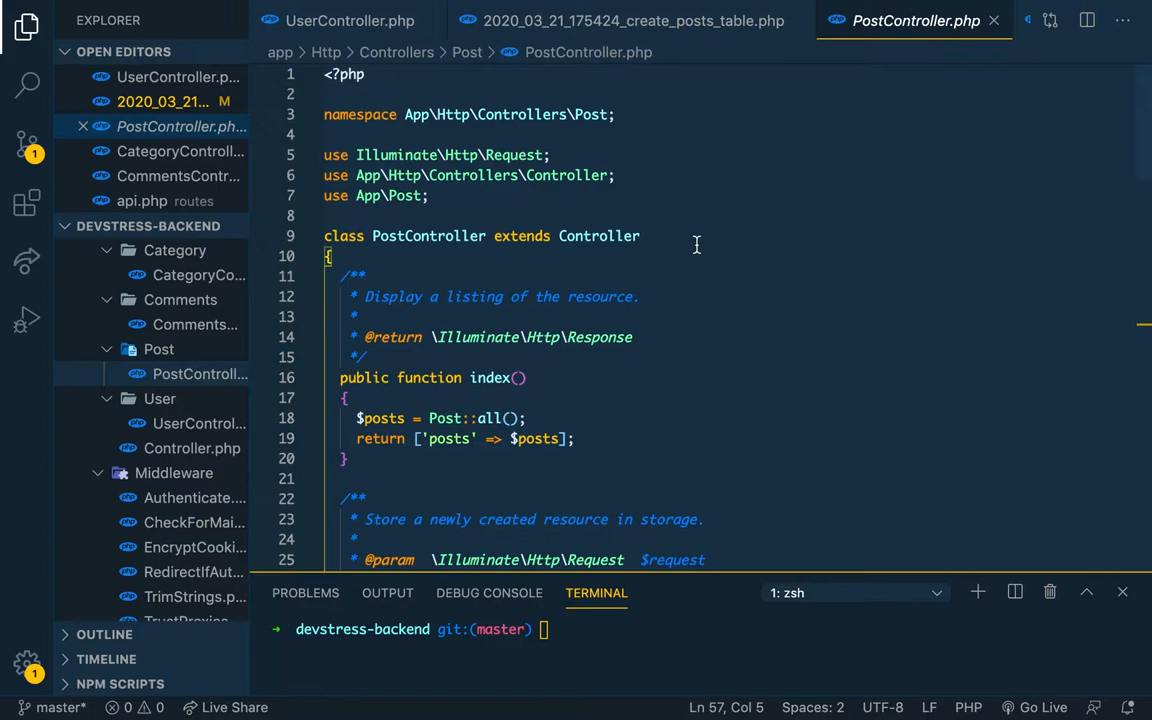 EXPLORER
OPEN EDITORS
UserController.p...
2020_03_21... M
PostController.ph...
CategoryControll...
CommentsContr...
api.php routes
DEVSTRESS-BACKEND
Category
CategoryCo...
Comments
Comments...
Post
PostControll...
User
UserControl...
Controller.php
Middleware
Authenticate....
CheckForMai...
EncryptCooki...
RedirectIfAut...
TrimStrings.p...
TrustProxies
OUTLINE
TIMELINE
NPM SCRIPTS
1
1
UserController.php
2020_03_21_175424_create_posts_table.php
PostController.php
app > Http > Controllers > Post > PostController.php
1 <?php
2
3 namespace App\Http\Controllers\Post;
4
5 use Illuminate\Http\Request;
6 use App\Http\Controllers\Controller;
7 use App\Post;
8
9 class PostController extends Controller
10 {
11 /**
12 * Display a listing of the resource.
13 *
14 * @return \Illuminate\Http\Response
15 */
16 public function index()
17 {
18 $posts = Post::all();
19 return ['posts' => $posts];
20 }
21
22 /**
23 * Store a newly created resource in storage.
24 *
25 * @param \Illuminate\Http\Request $request
PROBLEMS OUTPUT DEBUG CONSOLE TERMINAL 1: zsh
→ devstress-backend git:(master)
master* 0 0 Live Share Ln 57, Col 5 Spaces: 2 UTF-8 LF PHP Go Live